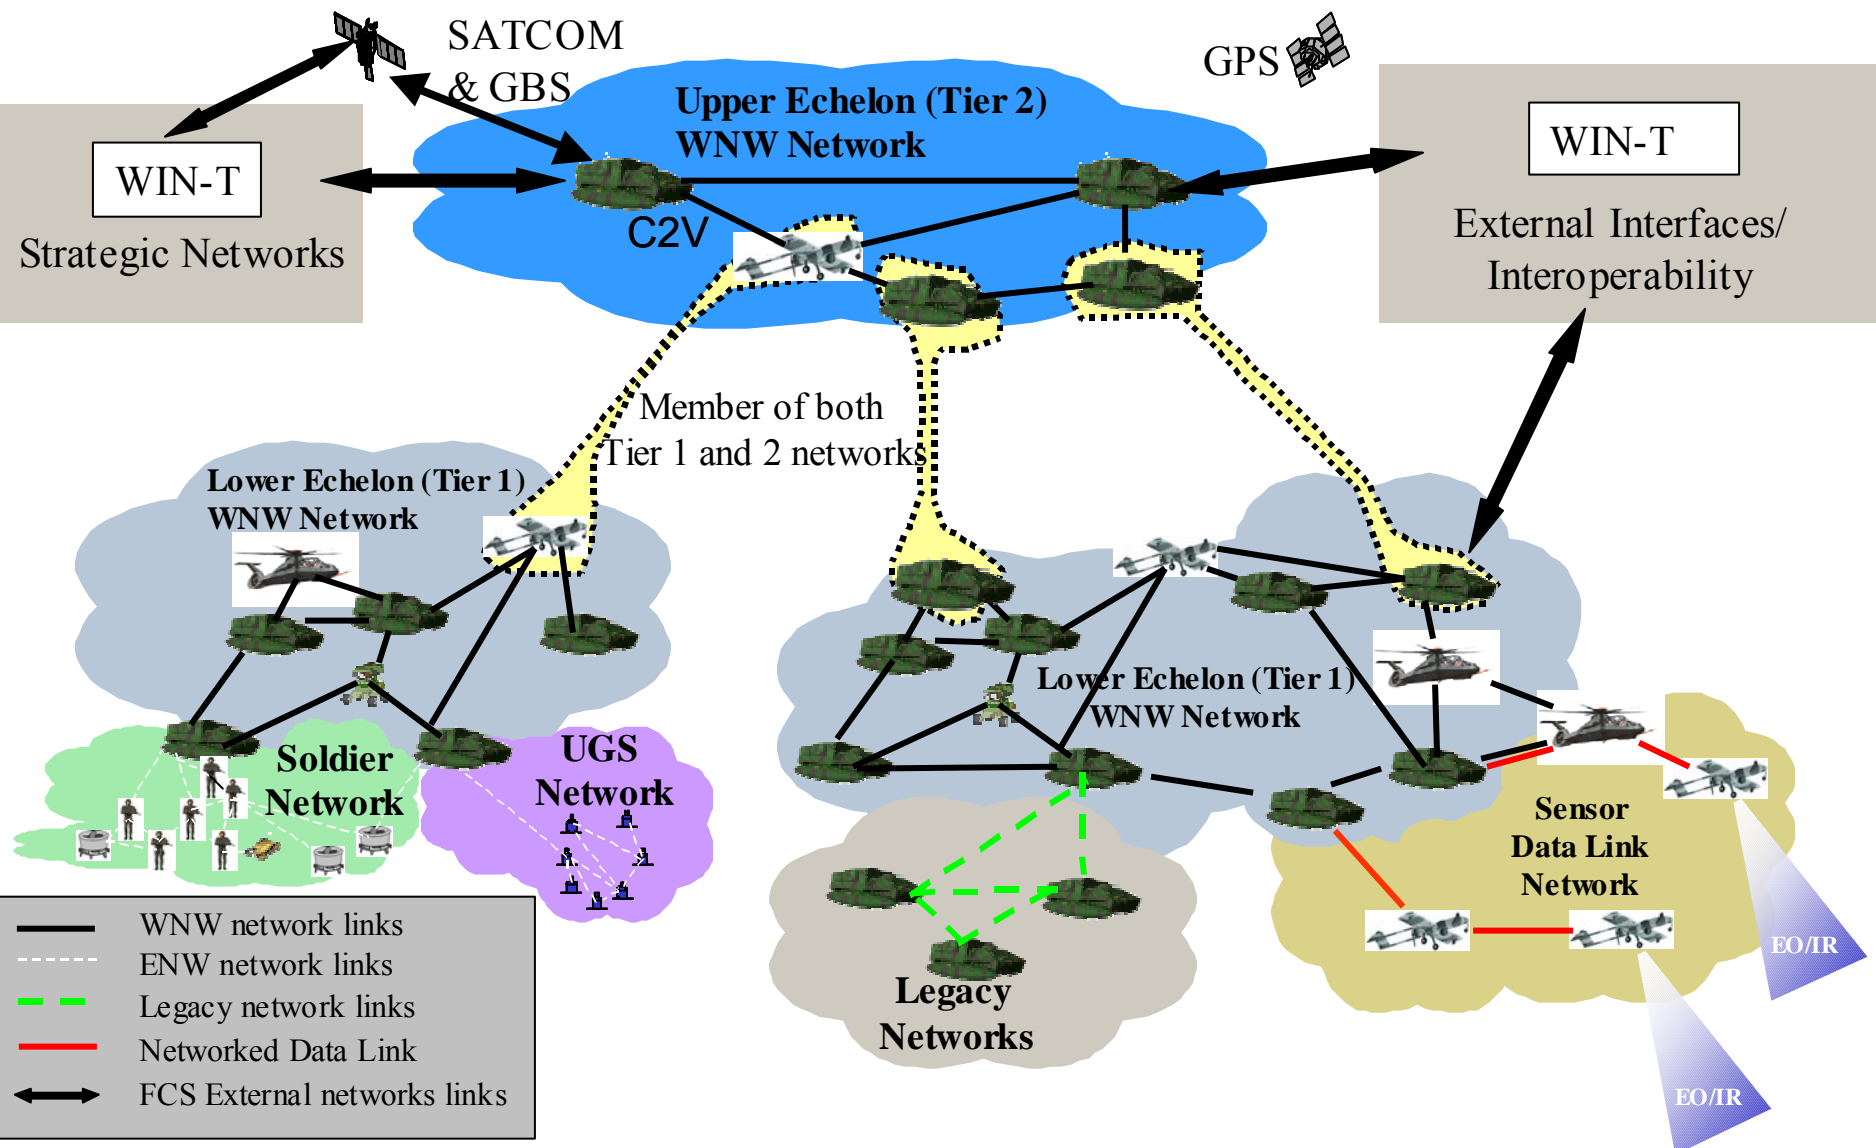 SATCOM
& GBS
GPS
Upper Echelon (Tier 2)
WNW Network
WIN-T
Strategic Networks
C2V
WIN-T
External Interfaces/
Interoperability
Member of both
Tier 1 and 2 networks
Lower Echelon (Tier 1)
WNW Network
Lower Echelon (Tier 1)
WNW Network
Soldier
Network
UGS
Network
Sensor
Data Link
Network
Legacy
Networks
EO/IR
EO/IR
WNW network links
ENW network links
Legacy network links
Networked Data Link
FCS External networks links